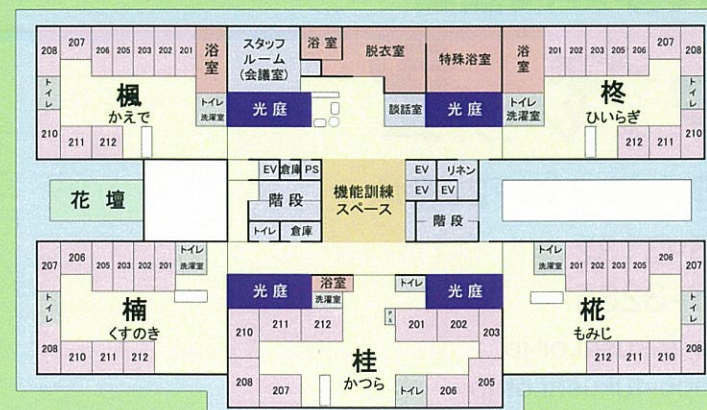 208
207
206
205
203
202
201
浴室
トイレ
楓
かえで
トイレ
洗濯室
210
211
212
スタッフ
ルーム
(会議室)
浴 室
脱衣室
特殊浴室
光 庭
談話室
光 庭
浴室
201
202
203
205
206
207
208
柊
ひいらぎ
トイレ
トイレ
洗濯室
212
211
210
花 壇
EV
倉庫
PS
階 段
トイレ
倉庫
機能訓練
スペース
EV
リネン
EV
EV
階 段
207
206
205
203
202
201
トイレ
洗濯室
トイレ
楠
くすのき
208
210
211
212
光 庭
浴室
洗濯室
トイレ
光 庭
210
211
212
PS
201
202
203
桂
かつら
208
207
トイレ
206
205
トイレ
洗濯室
201
202
203
205
206
207
椛
もみじ
トイレ
212
211
210
208